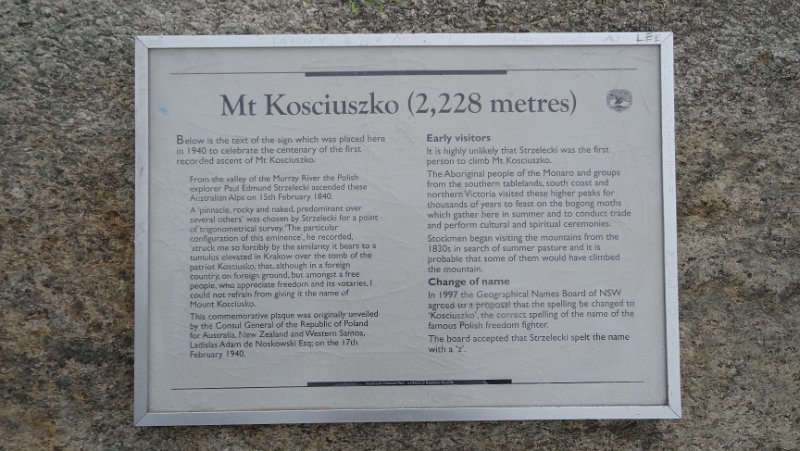 LEE
Mt Kosciuszko (2,228 metres)
Below is the text of the sign which was placed here
in 1940 to celebrate the centenary of the first
recorded ascent of Mt Kosciuszko.
From the valley of the Murray River the Polish
explorer Paul Edmund Strzelecki ascended these
Australian Alps on 15th February 1840.
A 'pinnacle, rocky and naked, predominant over
several others' was chosen by Strzelecki for a point
of trigonometrical survey. 'The particular
configuration of this eminence', he recorded,
'struck me so forcibly by the similarity it bears to a
tumulus elevated in Krakow over the tomb of the
patriot Kosciusko, that, although in a foreign
country, on foreign ground, but amongst a free
people, who appreciate freedom and its votaries, I
could not refrain from giving it the name of
Mount Kosciusko.
This commemorative plaque was originally unveiled
by the Consul General of the Republic of Poland
for Australia, New Zealand and Western Samoa,
Ladislas Adam de Noskowski Esq; on the 17th
February 1940.
Early visitors
It is highly unlikely that Strzelecki was the first
person to climb Mt Kosciuszko.
The Aboriginal people of the Monaro and groups
from the southern tablelands, south coast and
northern Victoria visited these higher peaks for
thousands of years to feast on the bogong moths
which gather here in summer and to conduct trade
and perform cultural and spiritual ceremonies.
Stockmen began visiting the mountains from the
1830s in search of summer pasture and it is
probable that some of them would have climbed
the mountain.
Change of name
In 1997 the Geographical Names Board of NSW
agreed to a proposal that the spelling be changed to
'Kosciuszko', the correct spelling of the name of the
famous Polish freedom fighter.
The board accepted that Strzelecki spelt the name
with a 'z'.